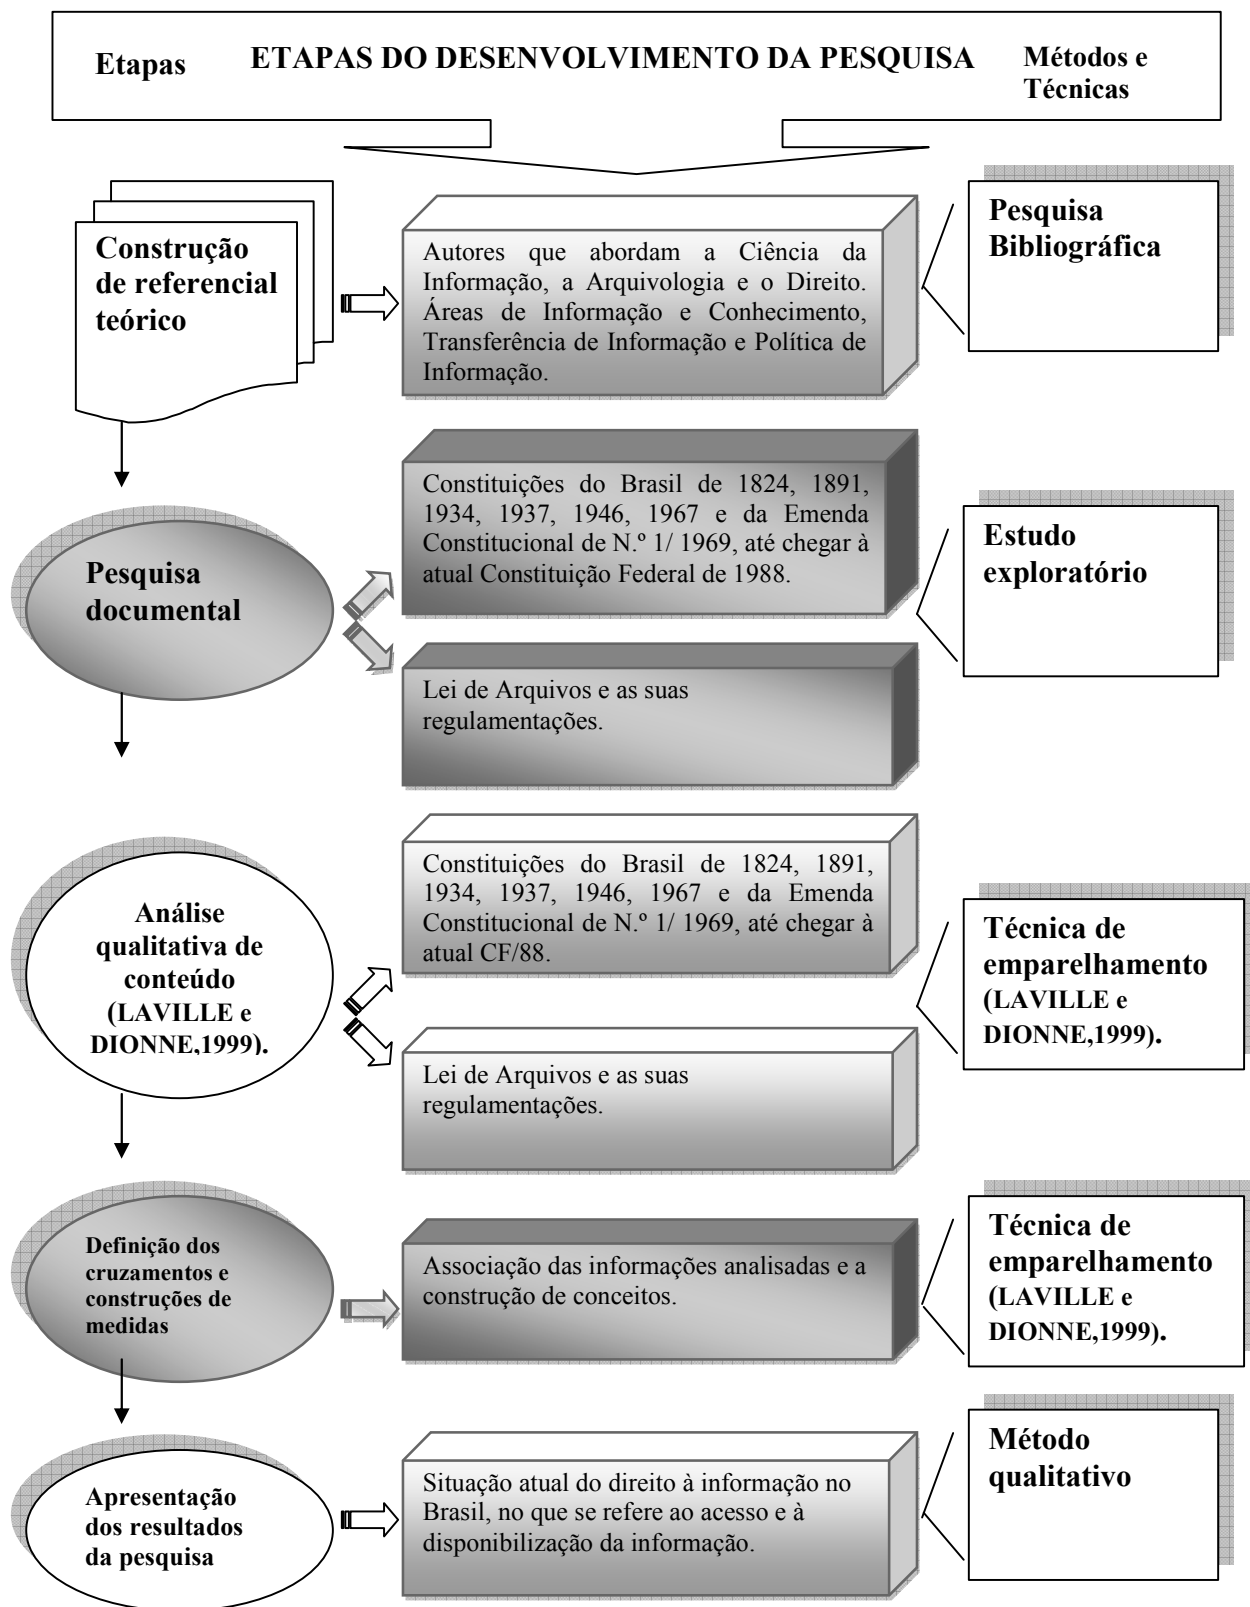 Etapas
ETAPAS DO DESENVOLVIMENTO DA PESQUISA
Métodos e
Técnicas
Construção
de referencial
teórico
Autores que abordam a Ciência da
Informação, a Arquivologia e o Direito.
Áreas de Informação e Conhecimento,
Transferência de Informação e Política de
Informação.
Pesquisa
Bibliográfica
Pesquisa
documental
Constituições do Brasil de 1824, 1891,
1934, 1937, 1946, 1967 e da Emenda
Constitucional de N.º 1/ 1969, até chegar à
atual Constituição Federal de 1988.
Lei de Arquivos e as suas
regulamentações.
Estudo
exploratório
Análise
qualitativa de
conteúdo
(LAVILLE e
DIONNE,1999).
Constituições do Brasil de 1824, 1891,
1934, 1937, 1946, 1967 e da Emenda
Constitucional de N.º 1/ 1969, até chegar à
atual CF/88.
Lei de Arquivos e as suas
regulamentações.
Técnica de
emparelhamento
(LAVILLE e
DIONNE,1999).
Definição dos
cruzamentos e
construções de
medidas
Associação das informações analisadas e a
construção de conceitos.
Técnica de
emparelhamento
(LAVILLE e
DIONNE,1999).
Apresentação
dos resultados
da pesquisa
Situação atual do direito à informação no
Brasil, no que se refere ao acesso e à
disponibilização da informação.
Método
qualitativo